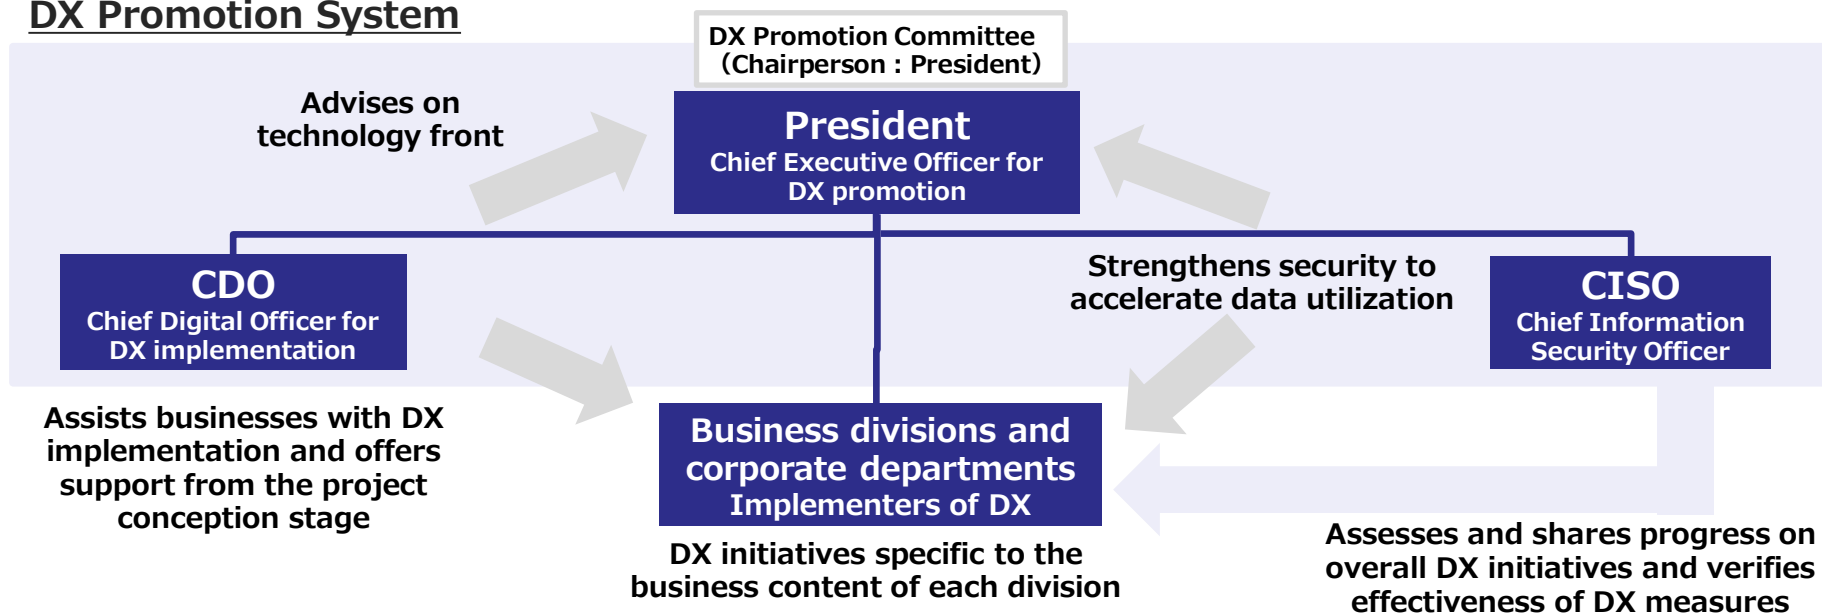 DX Promotion System
DX Promotion Committee
(Chairperson : President)
Advises on
technology front
President
Chief Executive Officer for
DX promotion
CDO
Chief Digital Officer for
DX implementation
Strengthens security to
accelerate data utilization
CISO
Chief Information
Security Officer
Assists businesses with DX
implementation and offers
support from the project
conception stage
Business divisions and
corporate departments
Implementers of DX
DX initiatives specific to the
business content of each division
Assesses and shares progress on
overall DX initiatives and verifies
effectiveness of DX measures